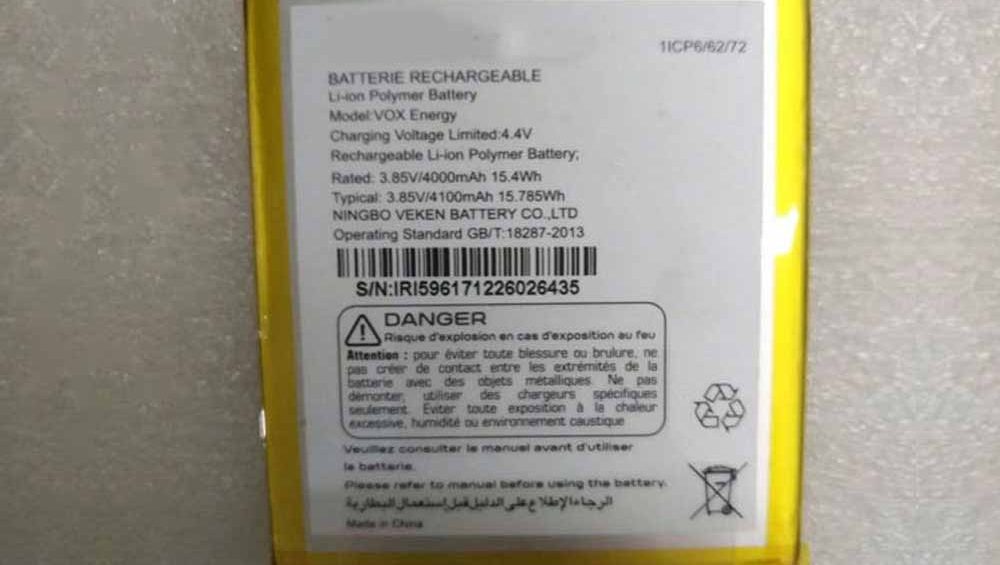 1ICP6/62/72
BATTERIE RECHARGEABLE
Li-ion Polymer Battery
Model:VOX Energy
Charging Voltage Limited:4.4V
Rechargeable Li-ion Polymer Battery;
Rated: 3.85V/4000mAh 15.4Wh
Typical: 3.85V/4100mAh 15.785Wh
NINGBO VEKEN BATTERY CO.,LTD
Operating Standard GB/T:18287-2013
S/N:IRI596171226026435
DANGER
Risque d'explosion en cas d'exposition au feu
Attention : pour éviter toute blessure ou brulure, ne
pas créer de contact entre les extrémités de la
batterie avec des objets métalliques. Ne pas
démonter, utiliser des chargeurs spécifiques
seulement. Eviter toute exposition à la chaleur
excessive, humidité ou environnement caustique
Veuillez consulter le manuel avant d'utiliser
la batterie.
Please refer to manual before using the battery.
الرجاء الإطلاع على الدليل قبل إستعمال البطارية
Made in China